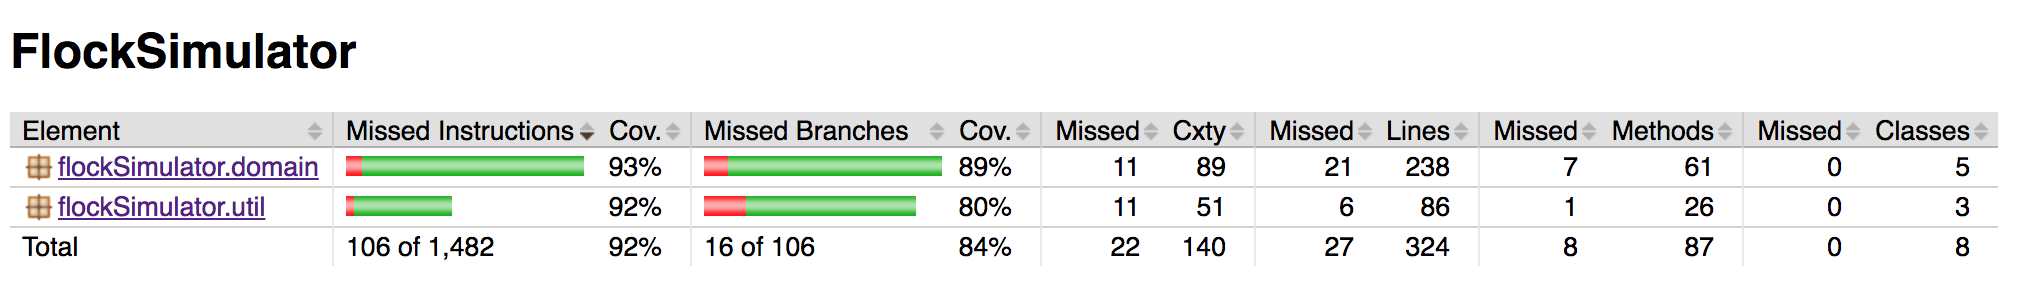 FlockSimulator
Element Missed Instructions Cov. Missed Branches Cov. Missed Cxty Missed Lines Missed Methods Missed Classes
flockSimulator.domain 93% 89% 11 89 21 238 7 61 0 5
flockSimulator.util 92% 80% 11 51 6 86 1 26 0 3
Total 106 of 1,482 92% 16 of 106 84% 22 140 27 324 8 87 0 8